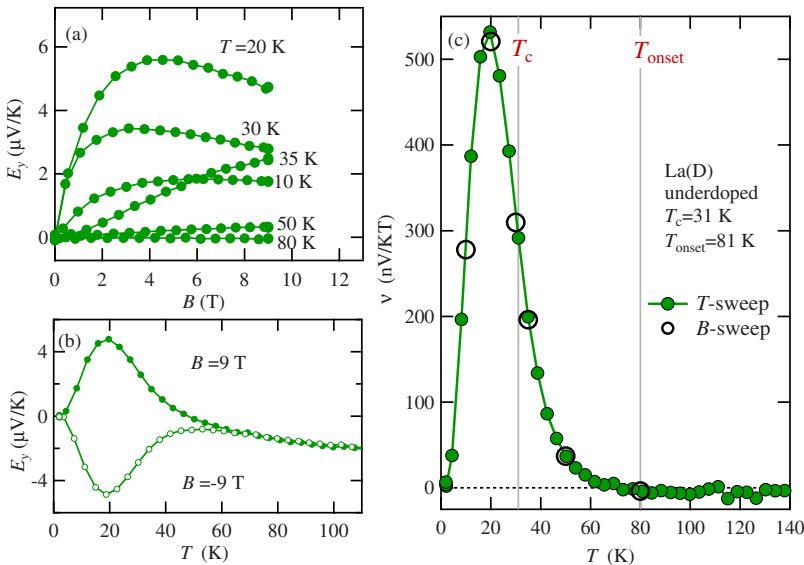 (a)
T =20 K
30 K
35 K
10 K
50 K
80 K
6
4
2
0
E_y (μV/K)
0 2 4 6 8 10 12
B (T)
(b)
B =9 T
B =-9 T
4
0
-4
E_y (μV/K)
0 20 40 60 80 100
T (K)
(c)
T_c
T_onset
La(D)
underdoped
T_c=31 K
T_onset=81 K
T-sweep
B-sweep
500
400
300
200
100
0
ν (nV/KT)
0 20 40 60 80 100 120 140
T (K)